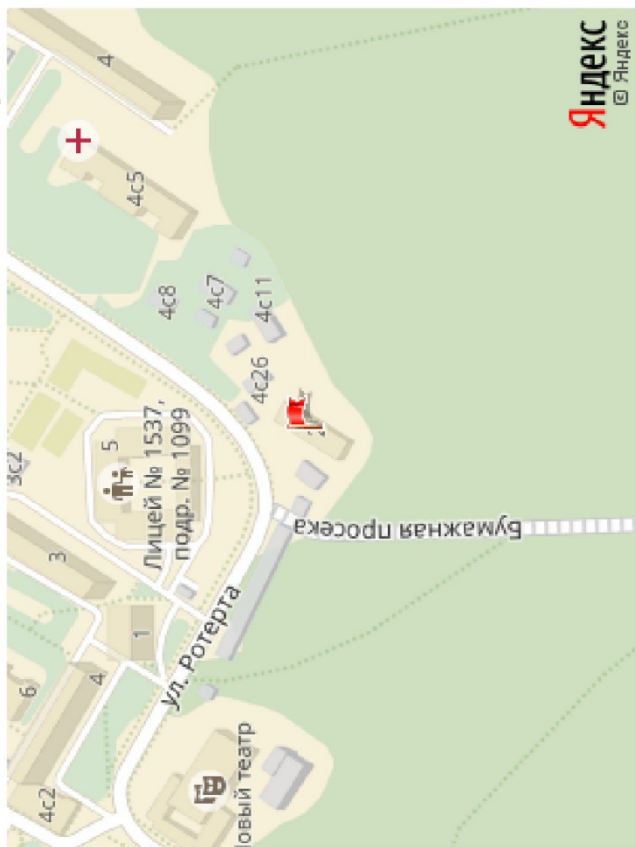 4
4с5
4с8
4с7
4с11
4с26
5
Лицей № 1537,
подр. № 1099
3с2
3
1
4
6
4с2
ул. Ротерта
Бумажная просека
овый театр
Яндекс
© Яндекс